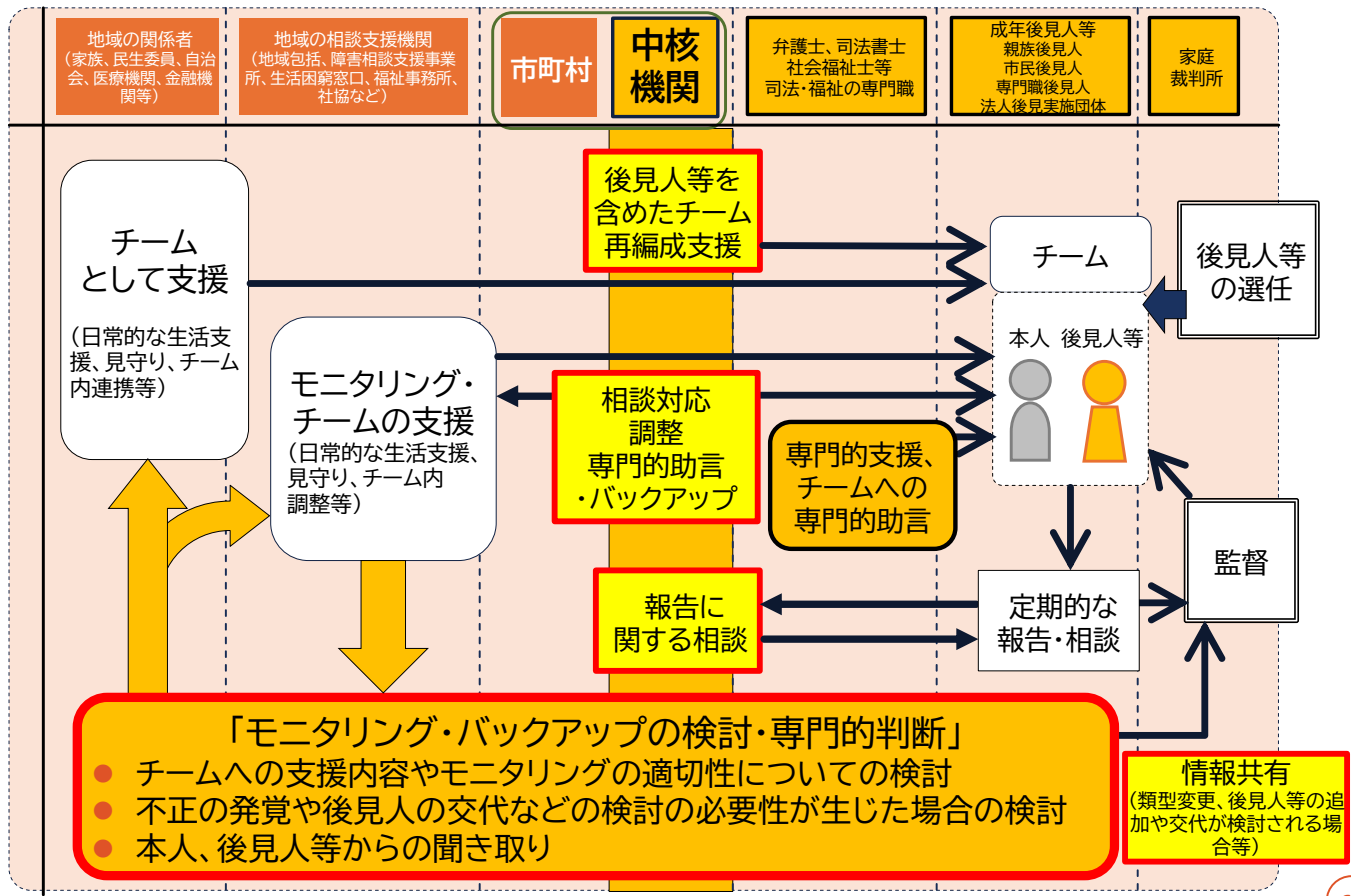 地域の関係者
（家族、民生委員、自治
会、医療機関、金融機
関等）
地域の相談支援機関
（地域包括、障害相談支援事業
所、生活困窮窓口、福祉事務所、
社協など）
市町村
中核
機関
弁護士、司法書士
社会福祉士等
司法・福祉の専門職
成年後見人等
親族後見人
市民後見人
専門職後見人
法人後見実施団体
家庭
裁判所
チーム
として支援
（日常的な生活支
援、見守り、チーム
内連携等）
モニタリング・
チームの支援
（日常的な生活支援、
見守り、チーム内
調整等）
後見人等を
含めたチーム
再編成支援
相談対応
調整
専門的助言
・バックアップ
専門的支援、
チームへの
専門的助言
チーム
本人 後見人等
後見人等
の選任
監督
報告に
関する相談
定期的な
報告・相談
「モニタリング・バックアップの検討・専門的判断」
● チームへの支援内容やモニタリングの適切性についての検討
● 不正の発覚や後見人の交代などの検討の必要性が生じた場合の検討
● 本人、後見人等からの聞き取り
情報共有
（類型変更、後見人等の追
加や交代が検討される場
合等）